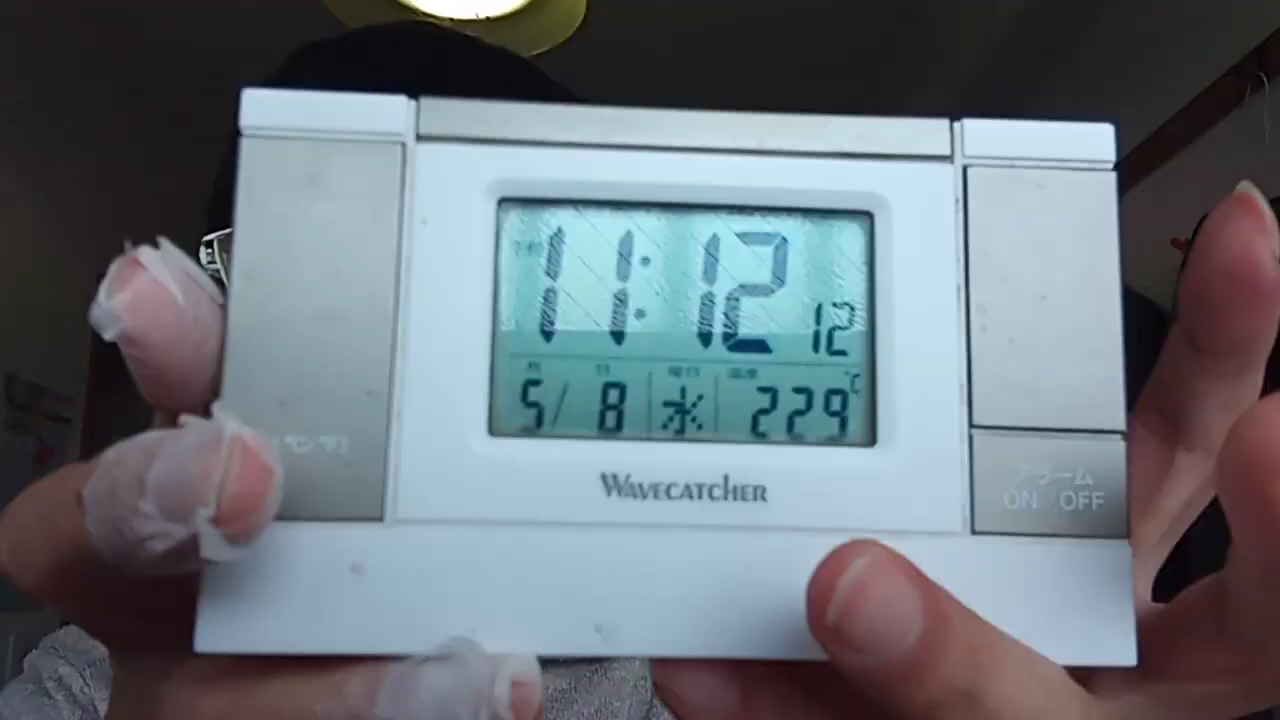 11:12 12
月 日 曜日 温度
5/8 水 22.9℃
WAVECATCHER
アラーム
ON OFF